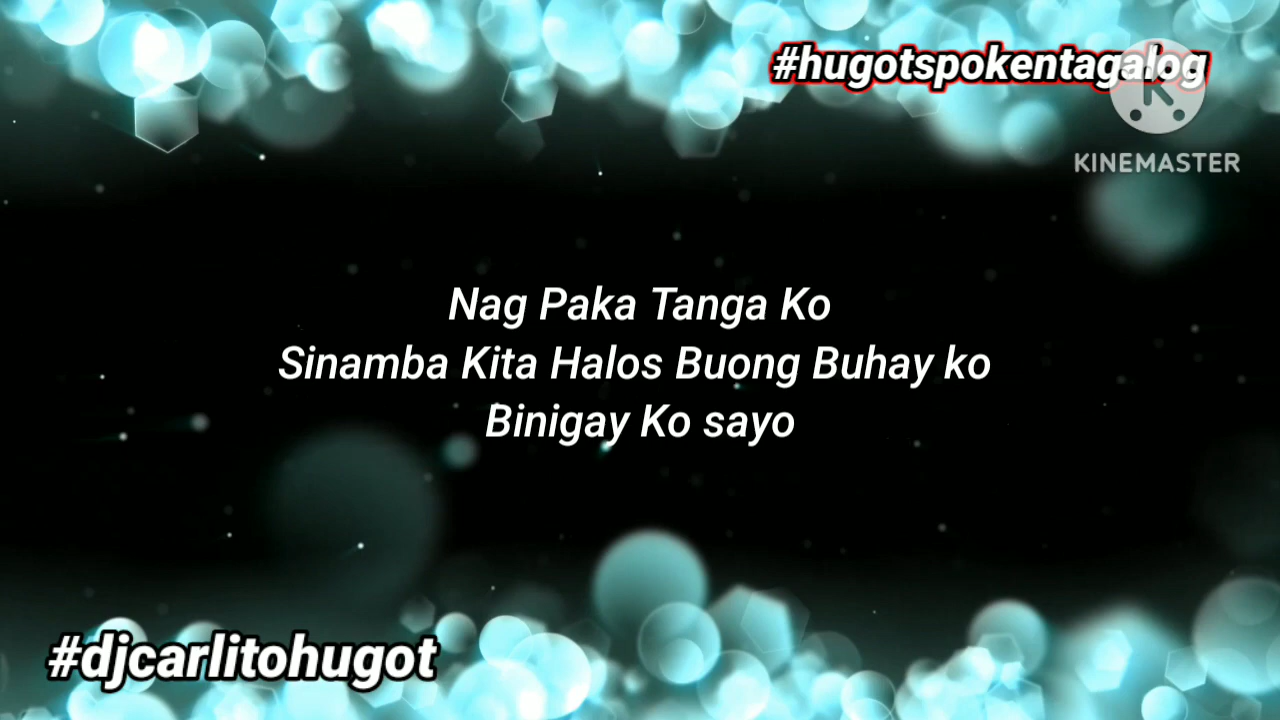 #hugotspokentagalog
KINEMASTER
Nag Paka Tanga Ko
Sinamba Kita Halos Buong Buhay ko
Binigay Ko sayo
#djcarlitohugot